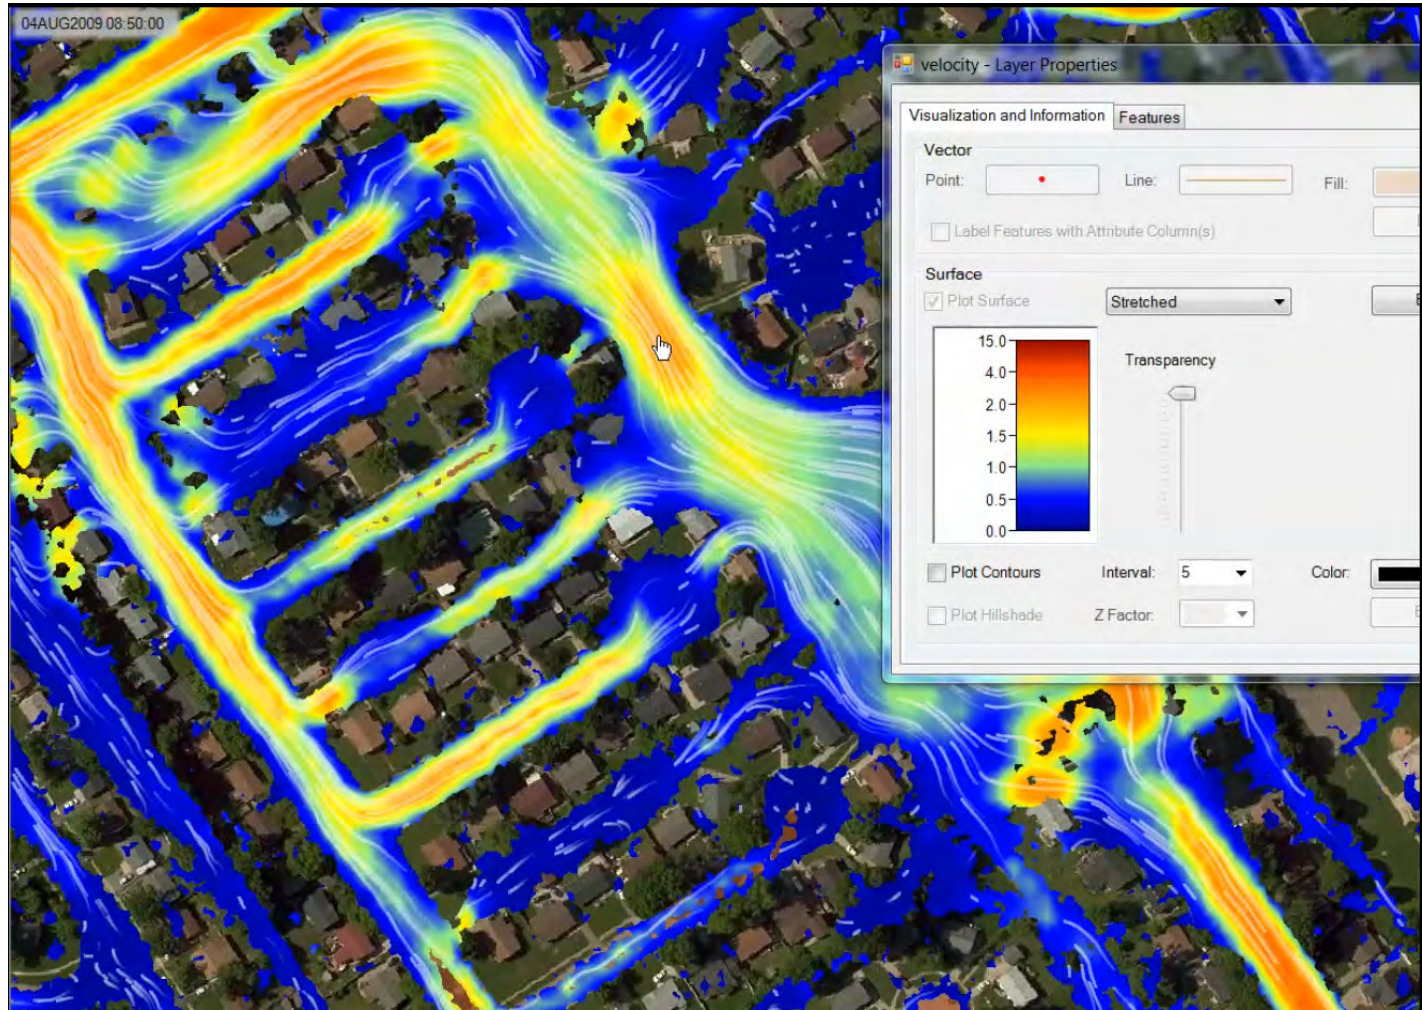 04AUG2009 08:50:00
velocity - Layer Properties
Visualization and Information Features
Vector
Point: Line: Fill:
Label Features with Attribute Column(s)
Surface
Plot Surface Stretched
Transparency
15.0
4.0
2.0
1.5
1.0
0.5
0.0
Plot Contours Interval: 5 Color:
Plot Hillshade Z Factor: